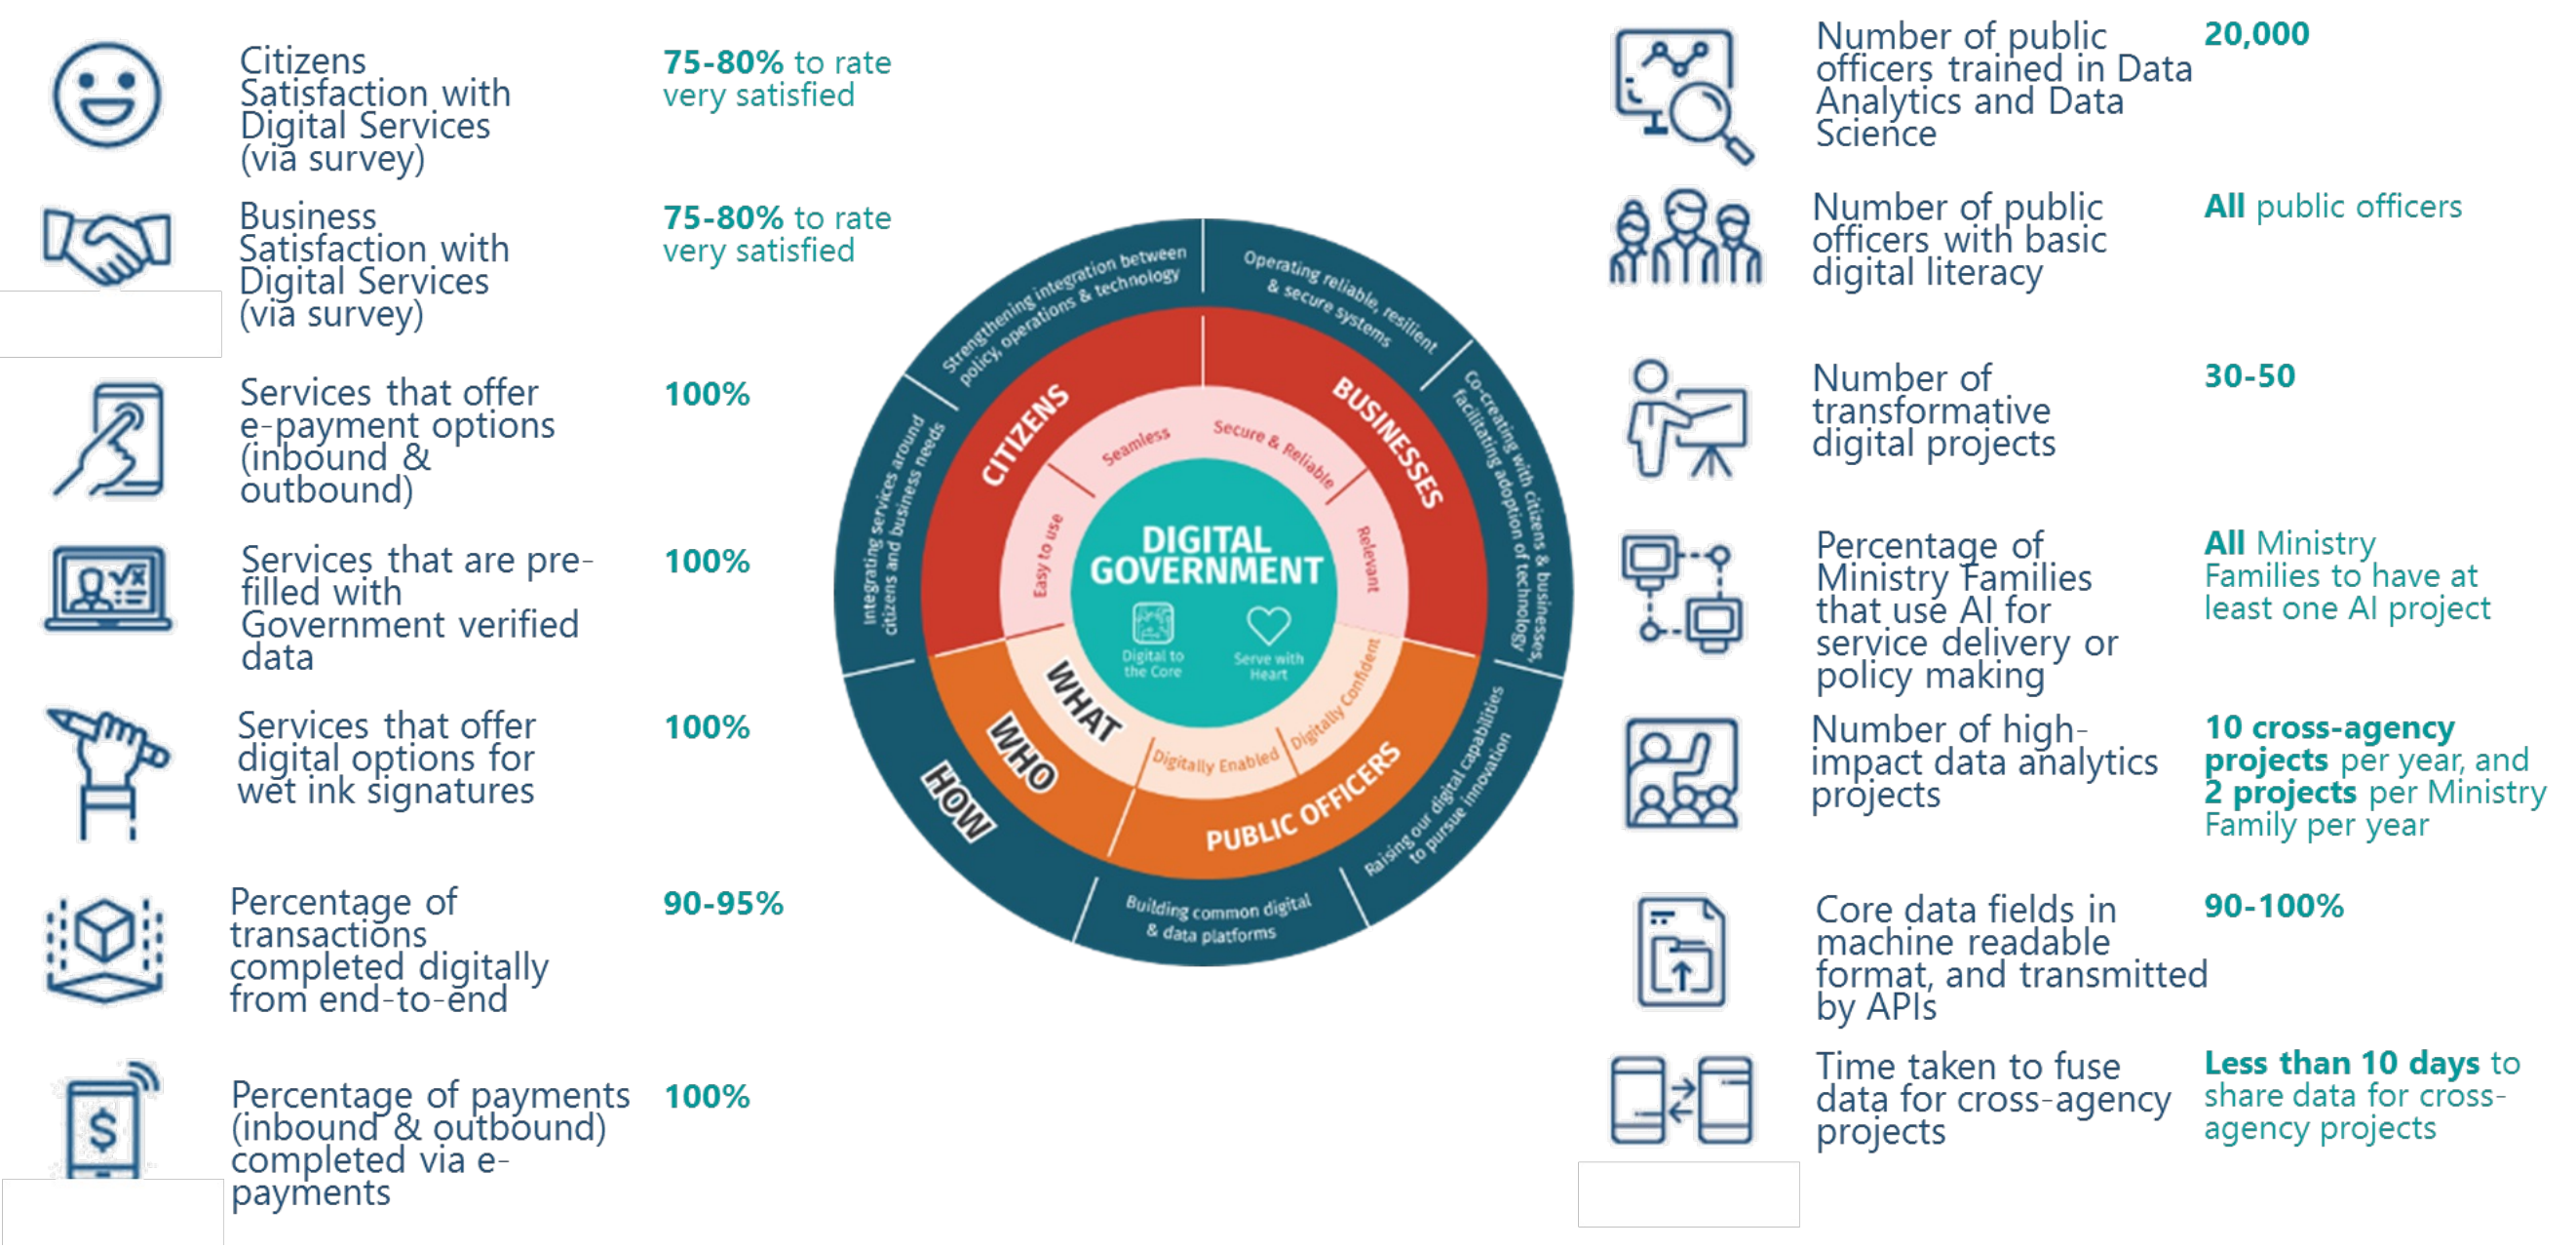 Citizens
Satisfaction with
Digital Services
(via survey)
75-80% to rate
very satisfied
Business
Satisfaction with
Digital Services
(via survey)
75-80% to rate
very satisfied
Services that offer
e-payment options
(inbound &
outbound)
100%
Services that are pre-
filled with
Government verified
data
100%
Services that offer
digital options for
wet ink signatures
100%
Percentage of
transactions
completed digitally
from end-to-end
90-95%
$
Percentage of payments
(inbound & outbound)
completed via e-
payments
100%
Strengthening integration between
policy, operations & technology
Operating reliable, resilient
& secure systems
Co-creating with citizens & businesses,
facilitating adoption of technology
Raising our digital capabilities
to pursue innovation
Building common digital
& data platforms
HOW
Integrating services around
citizens and business needs
CITIZENS
BUSINESSES
PUBLIC OFFICERS
WHO
Easy to use
Seamless
Secure & Reliable
Relevant
Digitally Confident
Digitally Enabled
WHAT
DIGITAL
GOVERNMENT
Digital to
the Core
Serve with
Heart
Number of public
officers trained in Data
Analytics and Data
Science
20,000
Number of public
officers with basic
digital literacy
All public officers
Number of
transformative
digital projects
30-50
Percentage of
Ministry Families
that use AI for
service delivery or
policy making
All Ministry
Families to have at
least one AI project
Number of high-
impact data analytics
projects
10 cross-agency
projects per year, and
2 projects per Ministry
Family per year
Core data fields in
machine readable
format, and transmitted
by APIs
90-100%
Time taken to fuse
data for cross-agency
projects
Less than 10 days to
share data for cross-
agency projects